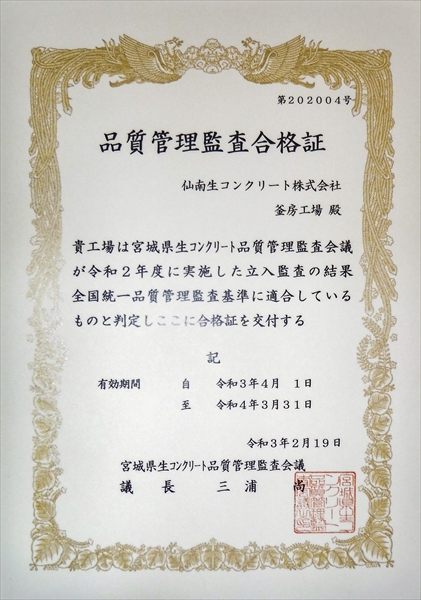 第202004号
品質管理監査合格証
仙南生コンクリート株式会社
釜房工場 殿
貴工場は宮城県生コンクリート品質管理監査会議
が令和2年度に実施した立入監査の結果
全国統一品質管理監査基準に適合している
ものと判定しここに合格証を交付する
記
有効期間 自 令和3年4月 1日
至 令和4年3月31日
令和3年2月19日
宮城県生コンクリート品質管理監査会議
議長 三浦 尚